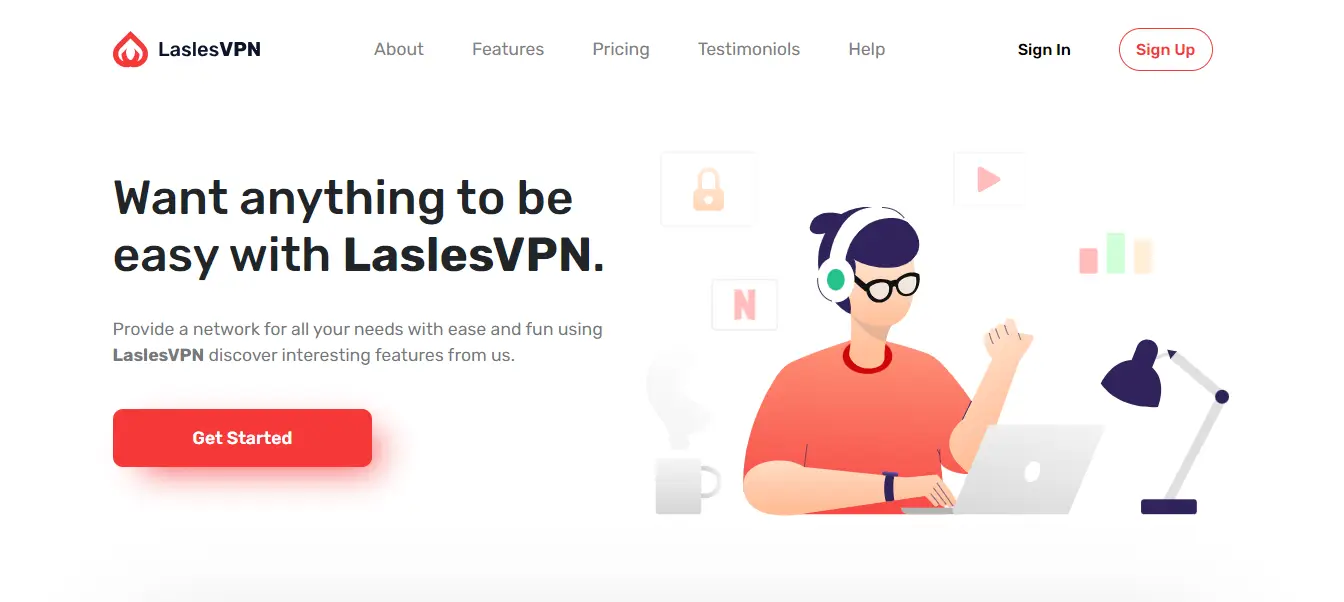 LaslesVPN
About
Features
Pricing
Testimoniols
Help
Sign In
Sign Up
Want anything to be
easy with LaslesVPN.
Provide a network for all your needs with ease and fun using
LaslesVPN discover interesting features from us.
Get Started
N